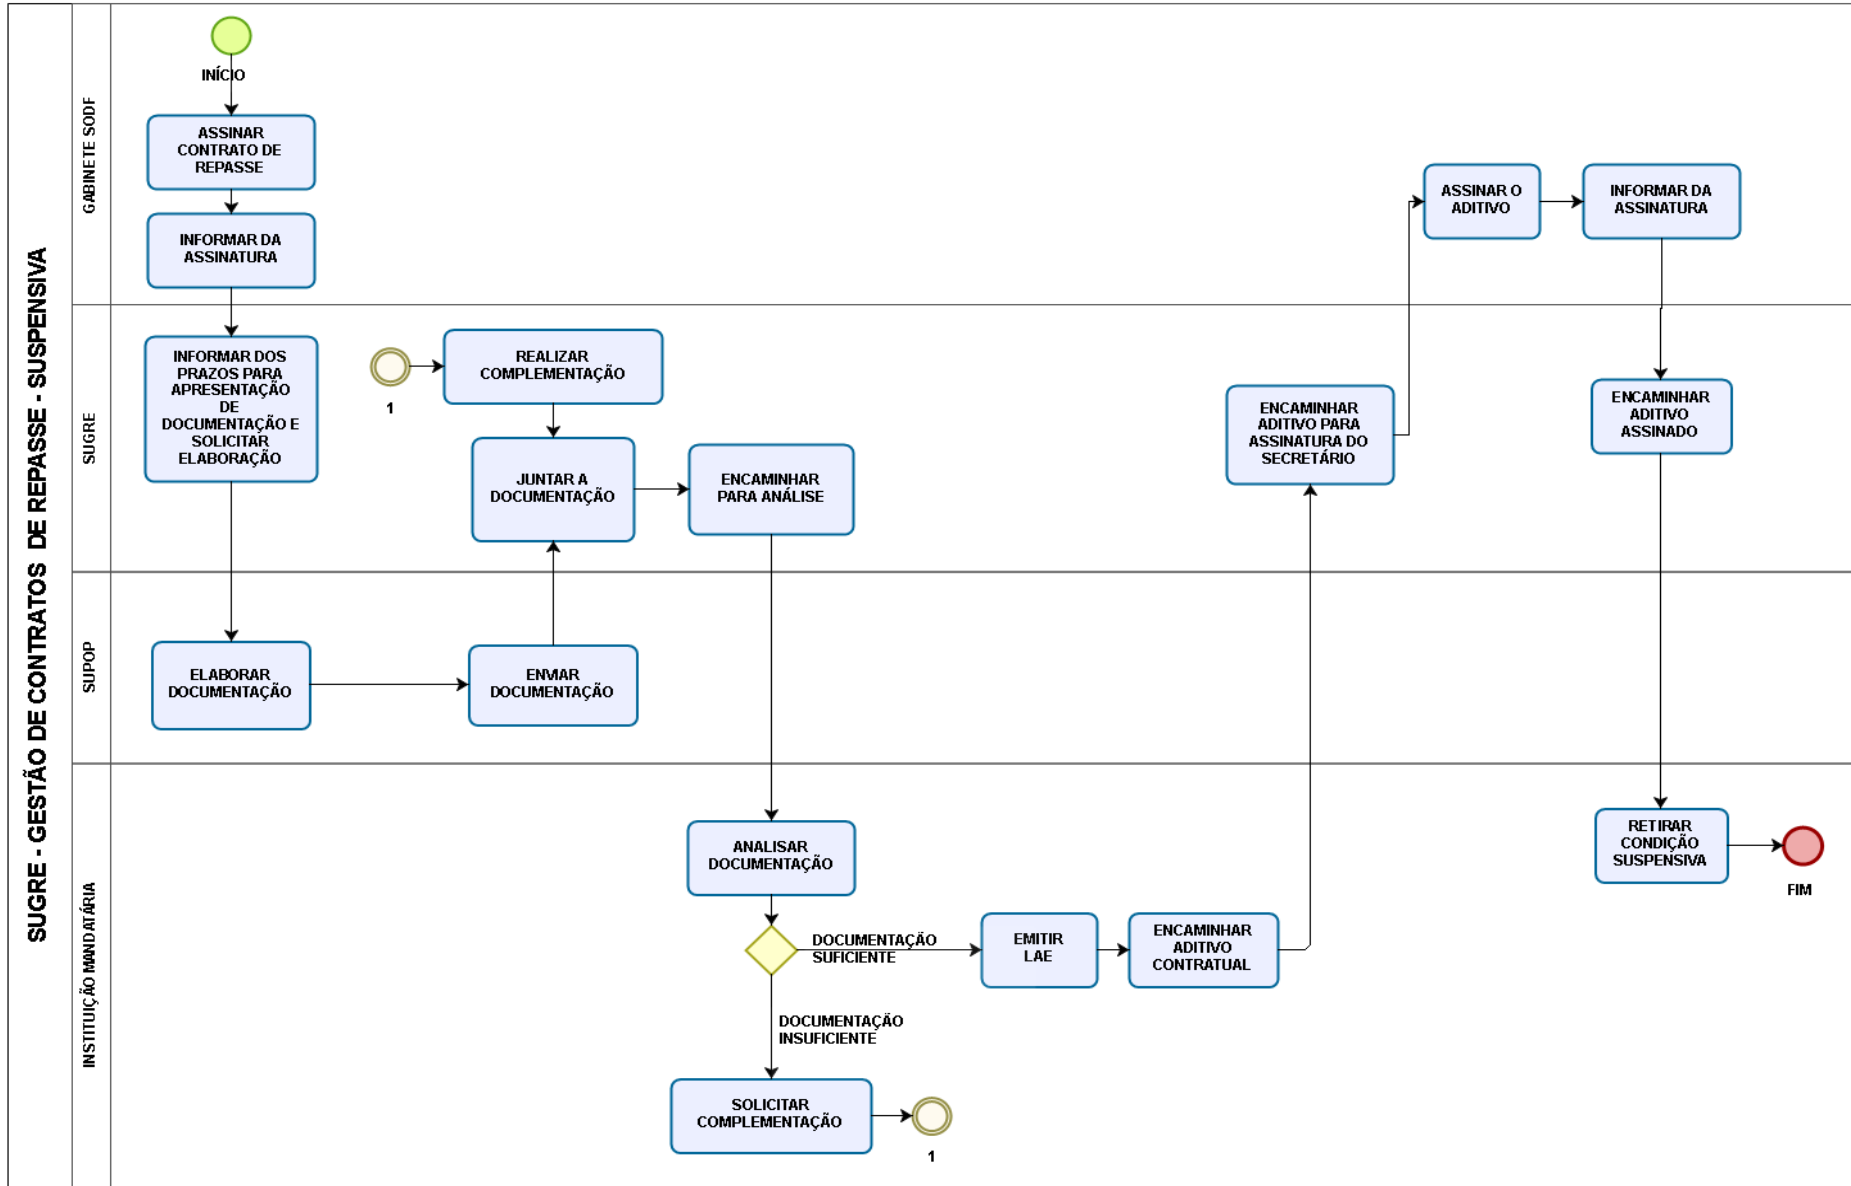 SUGRE - GESTÃO DE CONTRATOS DE REPASSE - SUSPENSIVA
GABINETE SODF
INÍCIO
ASSINAR
CONTRATO DE
REPASSE
INFORMAR DA
ASSINATURA
ASSINAR O
ADITIVO
INFORMAR DA
ASSINATURA
SUGRE
INFORMAR DOS
PRAZOS PARA
APRESENTAÇÃO
DE
DOCUMENTAÇÃO E
SOLICITAR
ELABORAÇÃO
1
REALIZAR
COMPLEMENTAÇÃO
JUNTAR A
DOCUMENTAÇÃO
ENCAMINHAR
PARA ANÁLISE
ENCAMINHAR
ADITIVO PARA
ASSINATURA DO
SECRETÁRIO
ENCAMINHAR
ADITIVO
ASSINADO
SUPOP
ELABORAR
DOCUMENTAÇÃO
ENVIAR
DOCUMENTAÇÃO
INSTITUIÇÃO MANDATÁRIA
ANALISAR
DOCUMENTAÇÃO
DOCUMENTAÇÃO
SUFICIENTE
EMITIR
LAE
ENCAMINHAR
ADITIVO
CONTRATUAL
DOCUMENTAÇÃO
INSUFICIENTE
SOLICITAR
COMPLEMENTAÇÃO
1
RETIRAR
CONDIÇÃO
SUSPENSIVA
FIM